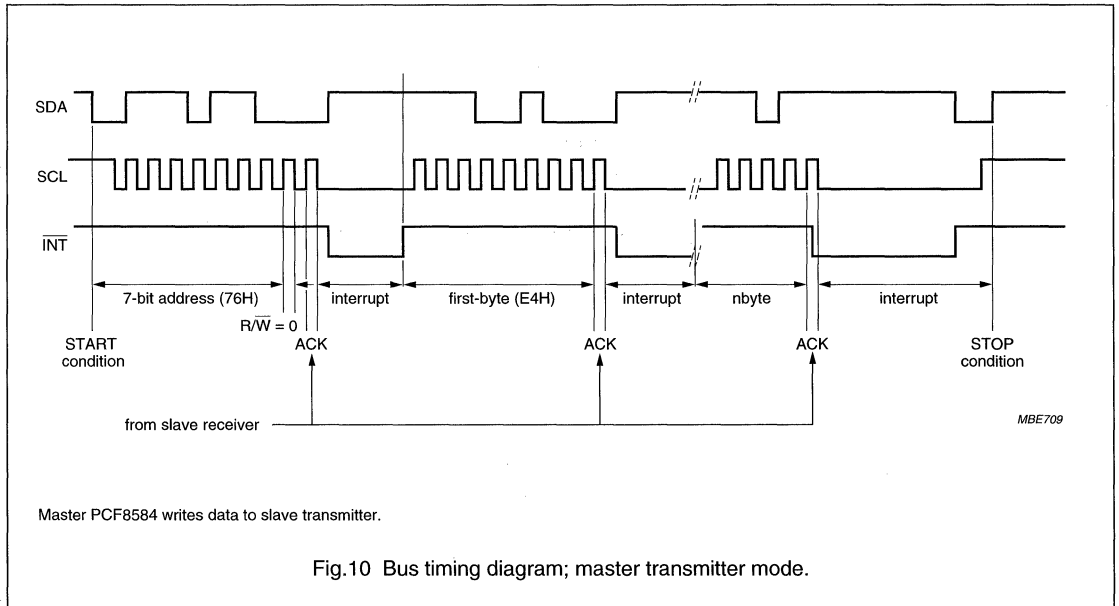 SDA
SCL
INT
7-bit address (76H)
interrupt
first-byte (E4H)
interrupt
nbyte
interrupt
R/W = 0
START
condition
ACK
ACK
ACK
STOP
condition
from slave receiver
MBE709
Master PCF8584 writes data to slave transmitter.
Fig.10 Bus timing diagram; master transmitter mode.